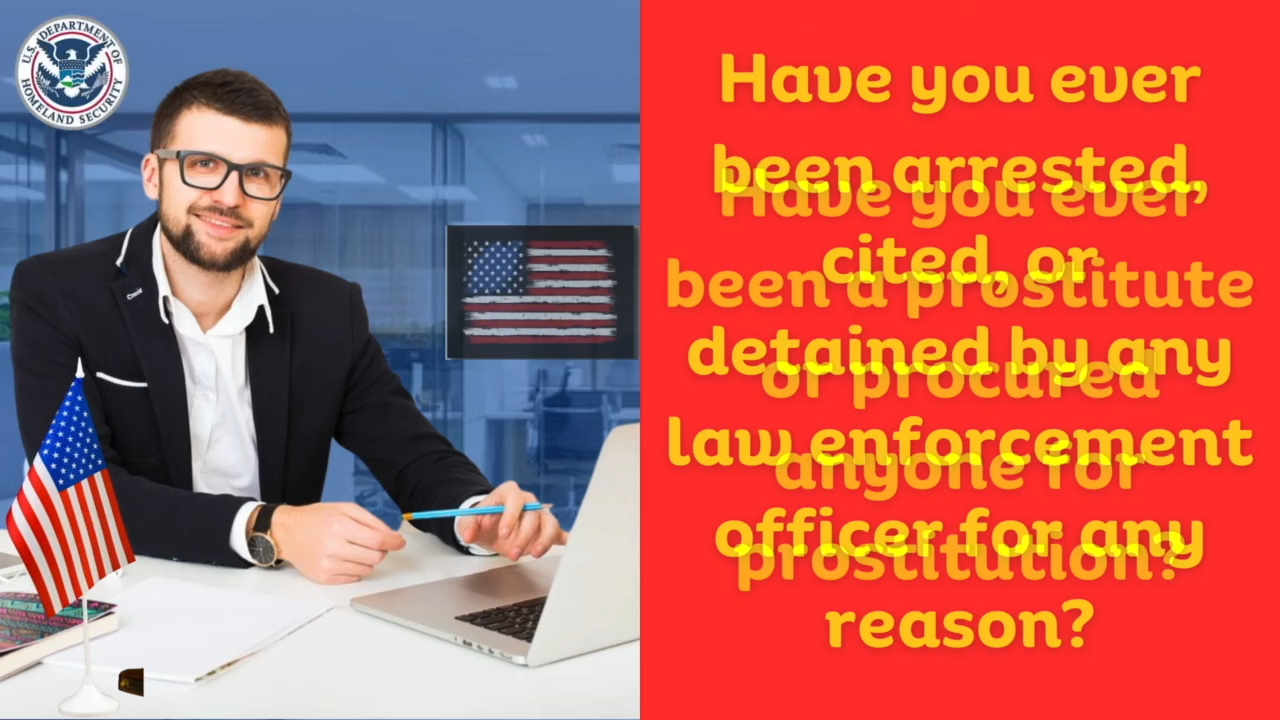 U.S. DEPARTMENT OF
HOMELAND SECURITY
Have you ever
been arrested,
cited, or
detained by any
law enforcement
officer for any
reason?
Have you ever
been a prostitute
or procured
anyone for
prostitution?